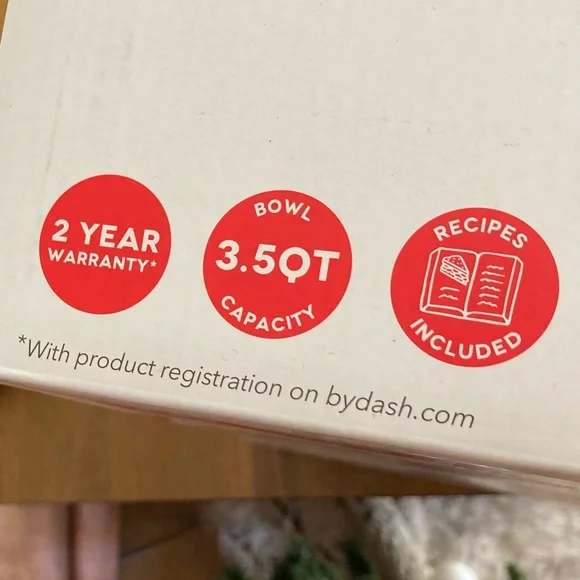 2 YEAR
WARRANTY*
BOWL
3.5QT
CAPACITY
RECIPES
INCLUDED
*With product registration on bydash.com